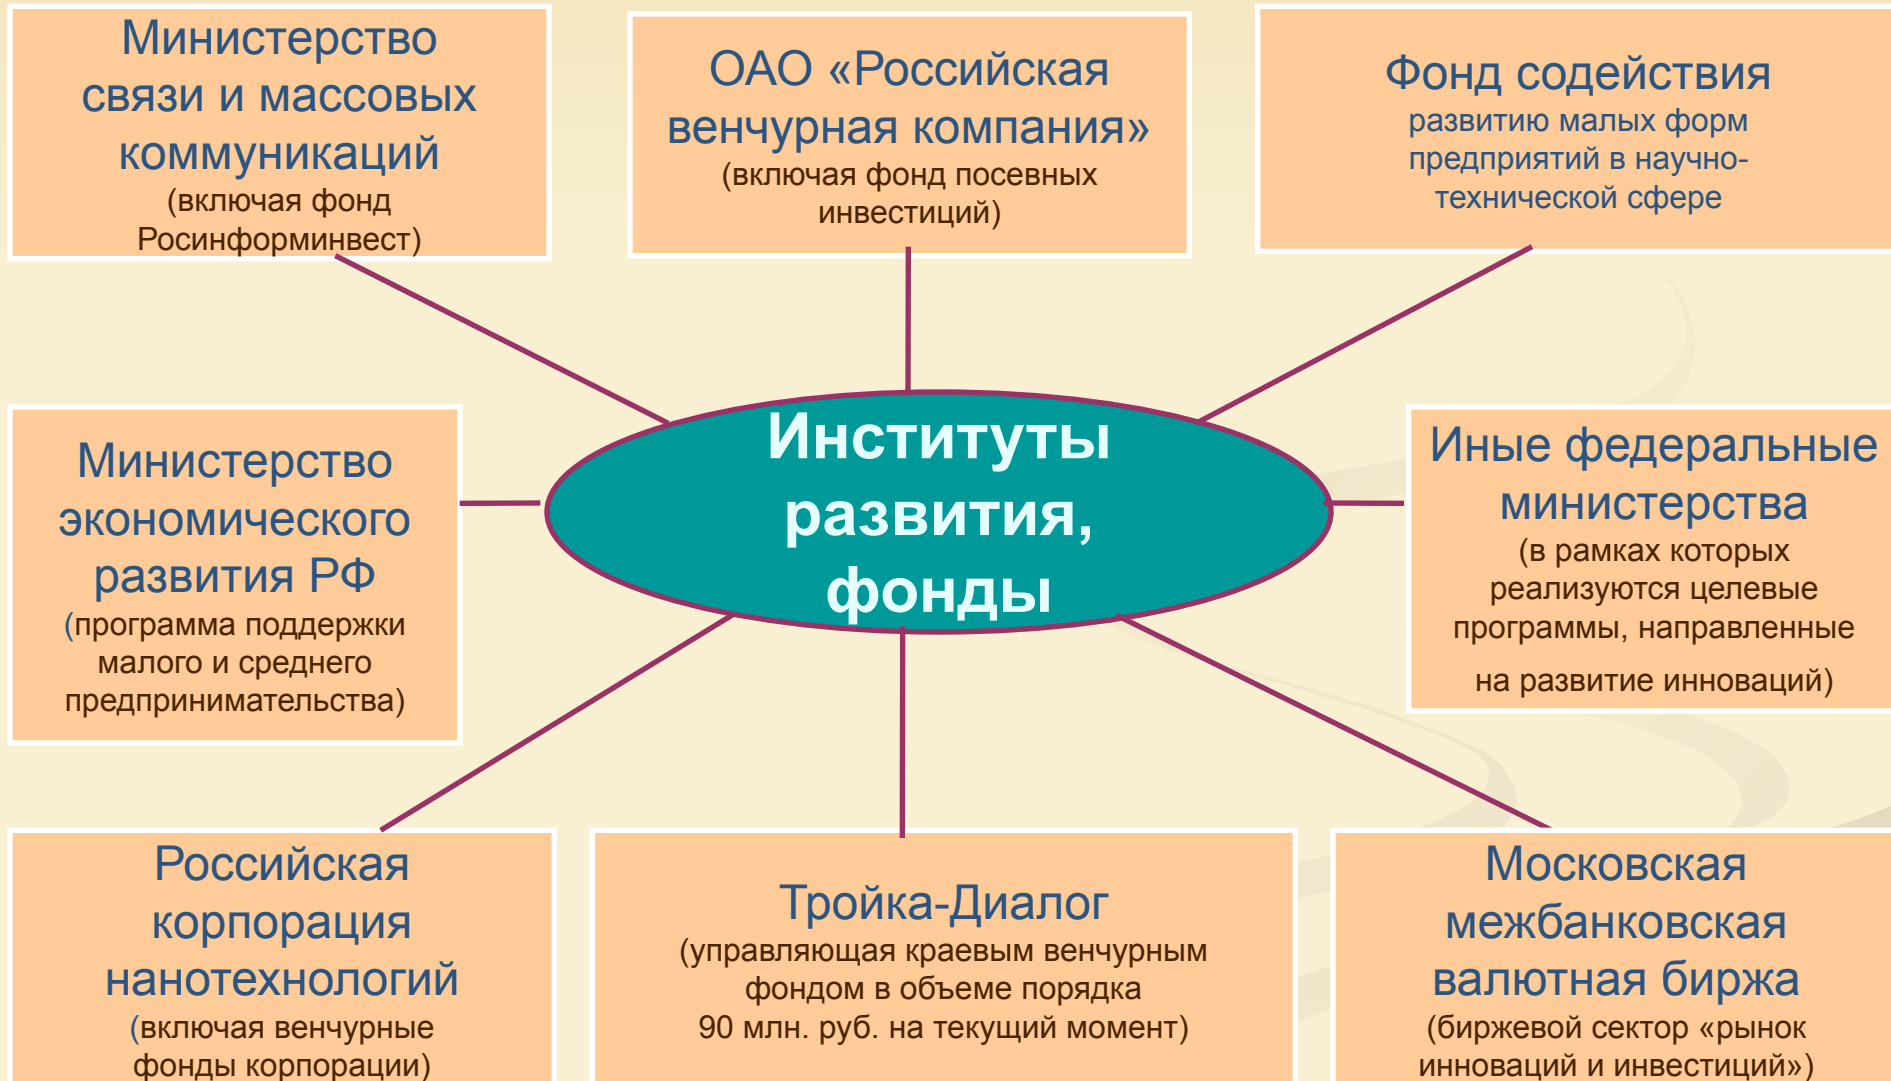 Министерство
связи и массовых
коммуникаций
(включая фонд
Росинформинвест)
ОАО «Российская
венчурная компания»
(включая фонд посевных
инвестиций)
Фонд содействия
развитию малых форм
предприятий в научно-
технической сфере
Министерство
экономического
развития РФ
(программа поддержки
малого и среднего
предпринимательства)
Институты
развития,
фонды
Иные федеральные
министерства
(в рамках которых
реализуются целевые
программы, направленные
на развитие инноваций)
Российская
корпорация
нанотехнологий
(включая венчурные
фонды корпорации)
Тройка-Диалог
(управляющая краевым венчурным
фондом в объеме порядка
90 млн. руб. на текущий момент)
Московская
межбанковская
валютная биржа
(биржевой сектор «рынок
инноваций и инвестиций»)